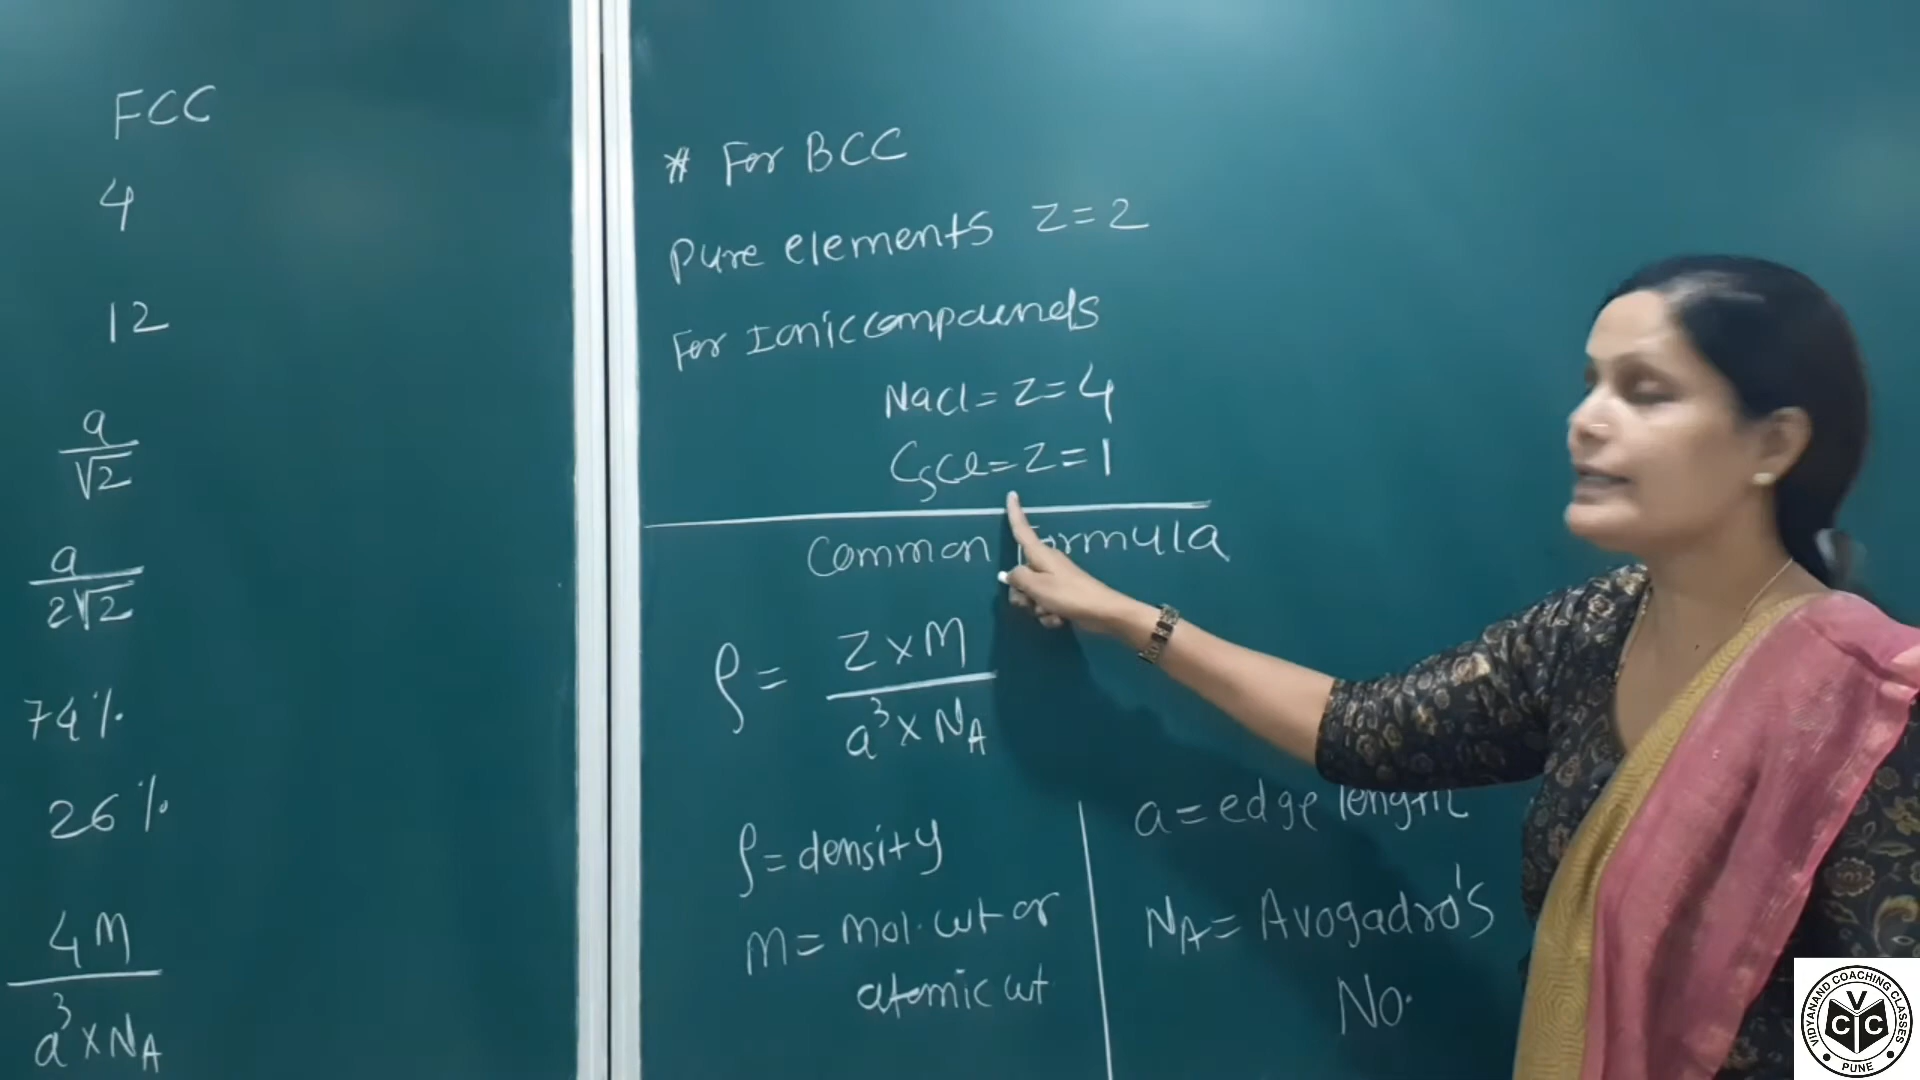 FCC
4
12
a
√2
a
2√2
74%
26%
4M
a³ × NA
* For BCC
Pure elements Z=2
For Ionic compounds
Nacl = Z=4
Cscl = Z=1
Common formula
ρ = Z×M
a³×NA
ρ = density
M = mol. wt or
atomic wt
a = edge length
NA = Avogadro's
No.
VIDYANAND COACHING CLASSES
VCC
PUNE